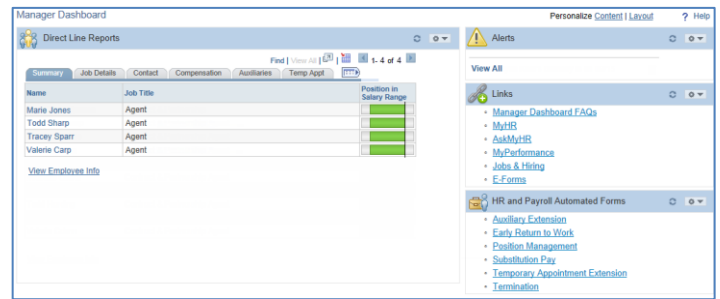 Manager Dashboard
Personalize Content | Layout ? Help
Direct Line Reports
Find | View All | 1-4 of 4
Summary Job Details Contact Compensation Auxiliaries Temp Appt
Name Job Title Position in Salary Range
Marie Jones Agent
Todd Sharp Agent
Tracey Sparr Agent
Valerie Carp Agent
View Employee Info
Alerts
View All
Links
Manager Dashboard FAQs
MyHR
AskMyHR
MyPerformance
Jobs & Hiring
E-Forms
HR and Payroll Automated Forms
Auxiliary Extension
Early Return to Work
Position Management
Substitution Pay
Temporary Appointment Extension
Termination